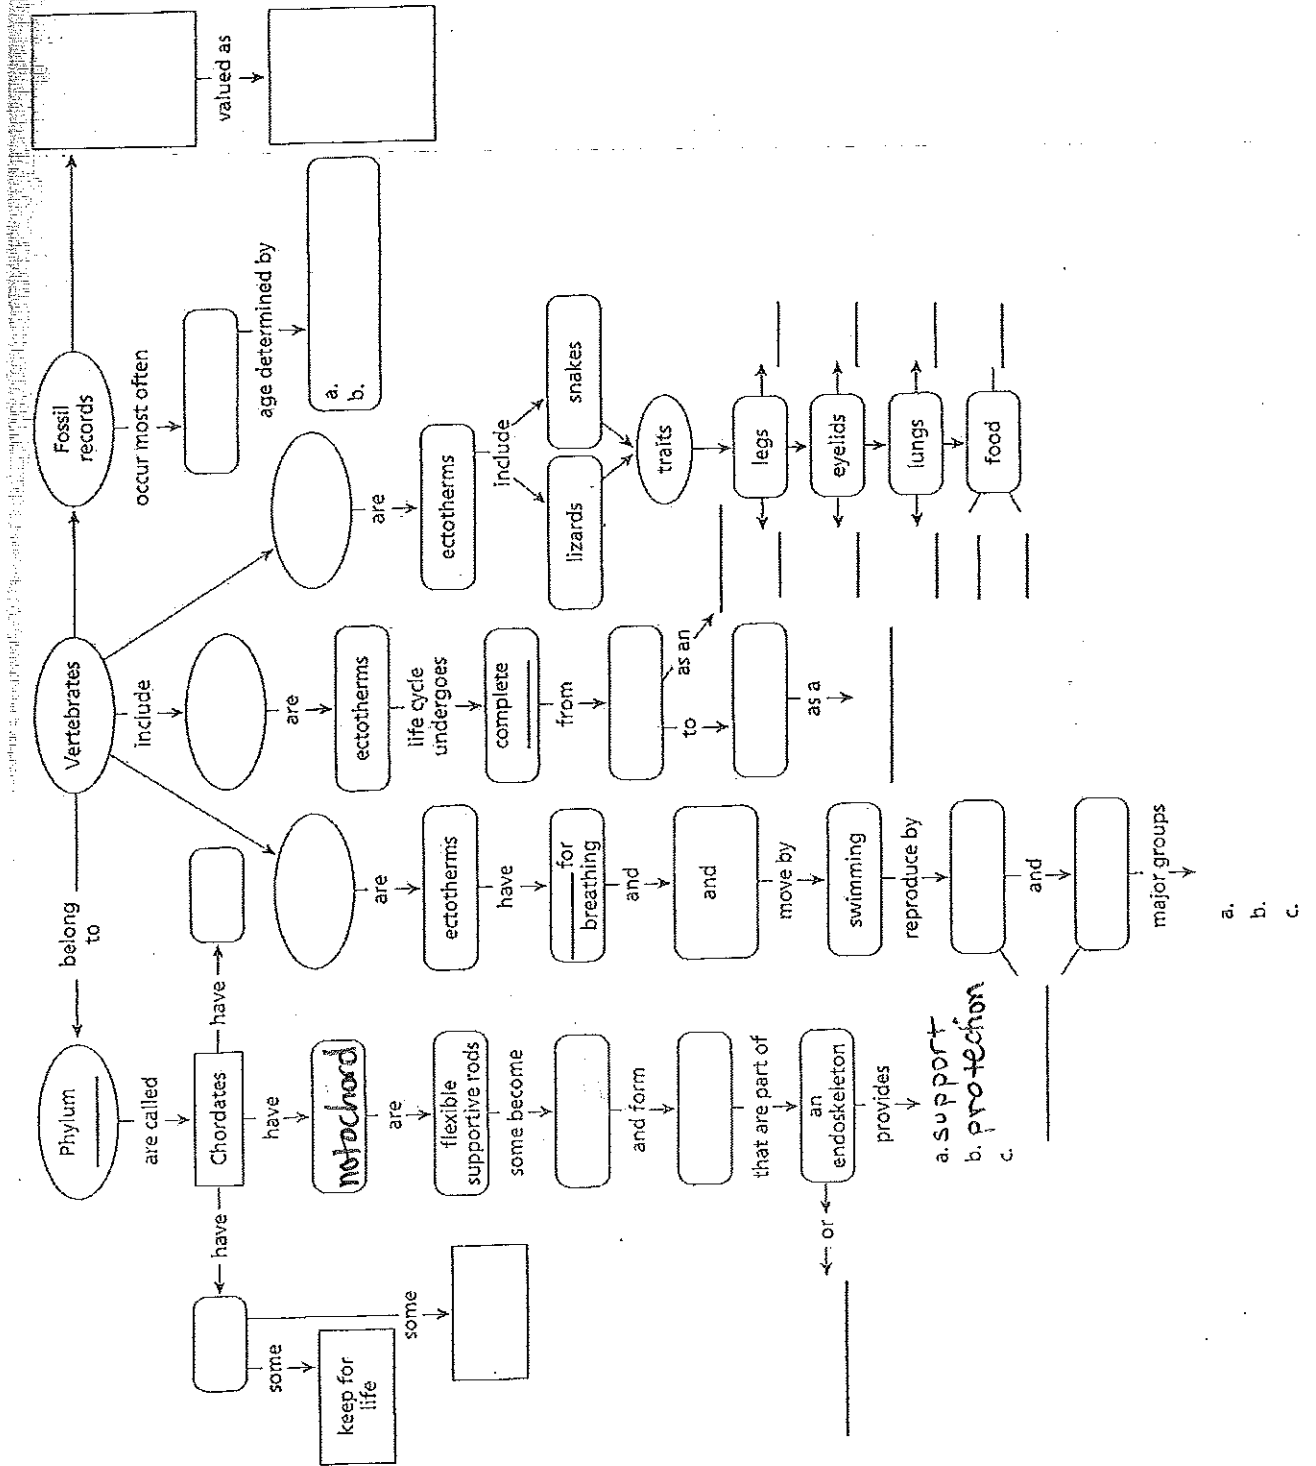 Vertebrates
belong
to
Phylum
are called
Chordates
have
have
some
keep for
life
some
have
notochord
are
flexible
supportive rods
some become
and form
that are part of
an
endoskeleton
or
provides
a. support
b. protection
c.
are
ectotherms
have
for
breathing
and
and
move by
swimming
reproduce by
and
major groups
a.
b.
c.
include
are
ectotherms
life cycle
undergoes
complete
from
as an
to
as a
are
ectotherms
include
lizards
snakes
traits
legs
eyelids
lungs
food
Fossil
records
occur most often
age determined by
a.
b.
valued as